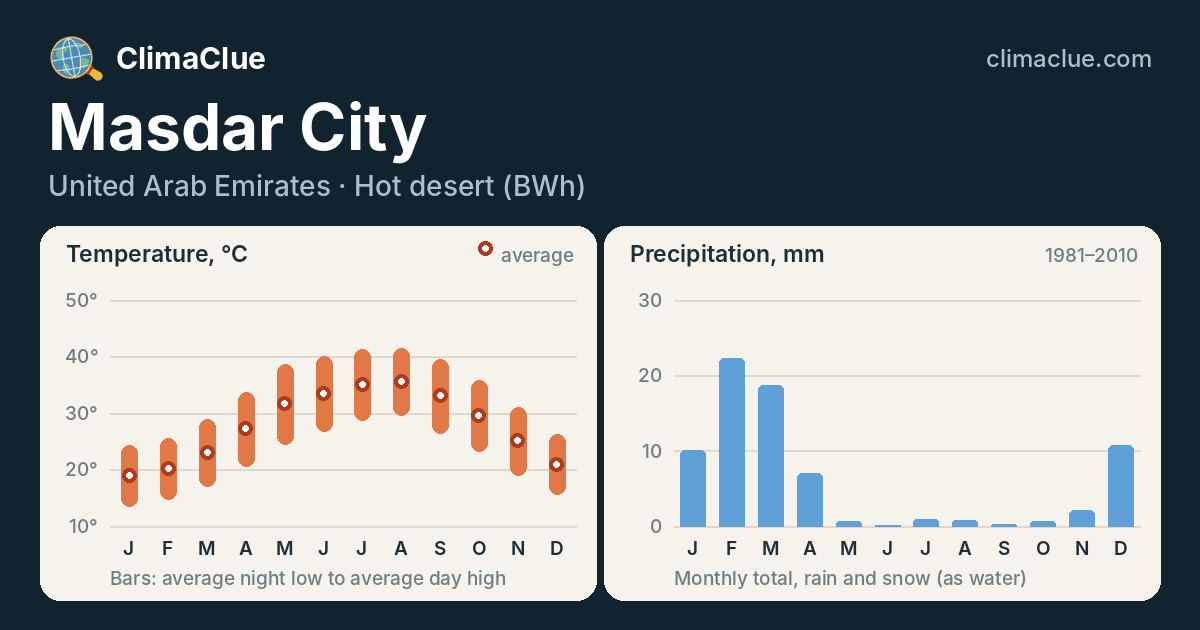 ClimaClue
climaclue.com
Masdar City
United Arab Emirates · Hot desert (BWh)
Temperature, °C
average
50°
40°
30°
20°
10°
J F M A M J J A S O N D
Bars: average night low to average day high
Precipitation, mm
1981–2010
30
20
10
0
J F M A M J J A S O N D
Monthly total, rain and snow (as water)